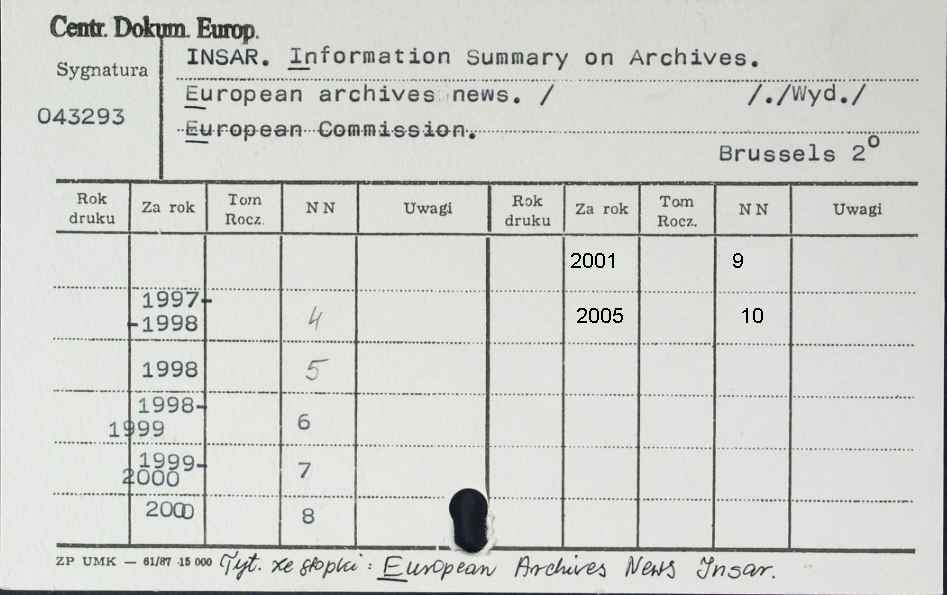 Centr. Dokum. Europ.
Sygnatura
043293
INSAR. Information Summary on Archives.
European archives news. / /./Wyd./
European Commission.
Brussels 2°
Rok druku Za rok Tom Rocz. NN Uwagi Rok druku Za rok Tom Rocz. NN Uwagi
2001 9
1997-
-1998 4 2005 10
1998 5
1998-
1999 6
1999-
2000 7
2000 8
ZP UMK — 61/87 ·15 000 Tyt. ze stopki: European Archives News Insar.